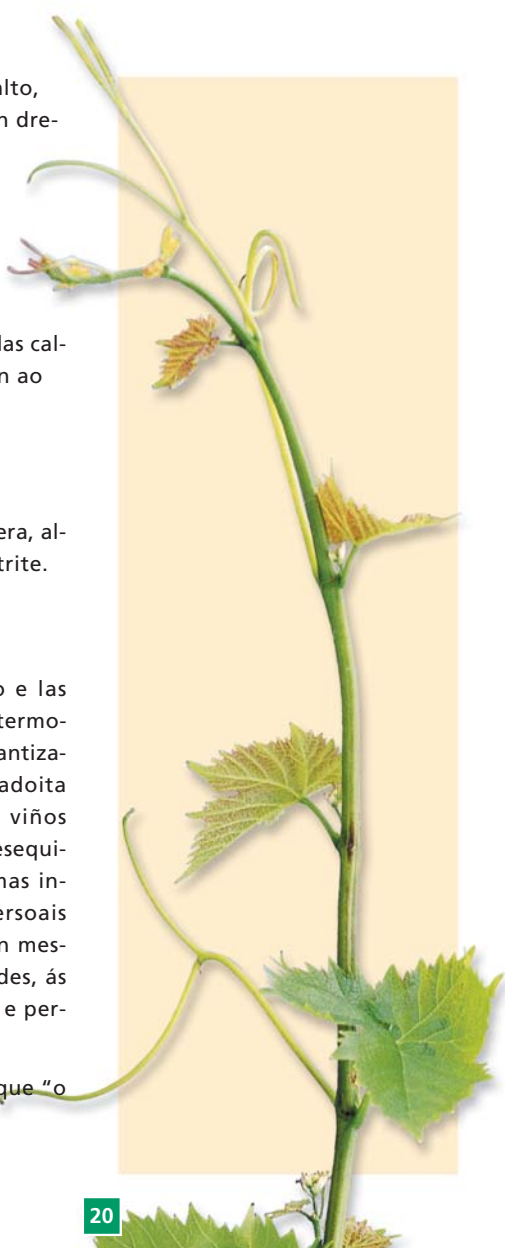 alto,
n dre-
las cal-
n ao
era, al-
trite.
o e las
termo-
antiza-
adoita
viños
esequi-
mas in-
ersoais
n mes-
des, ás
e per-
que “o
20